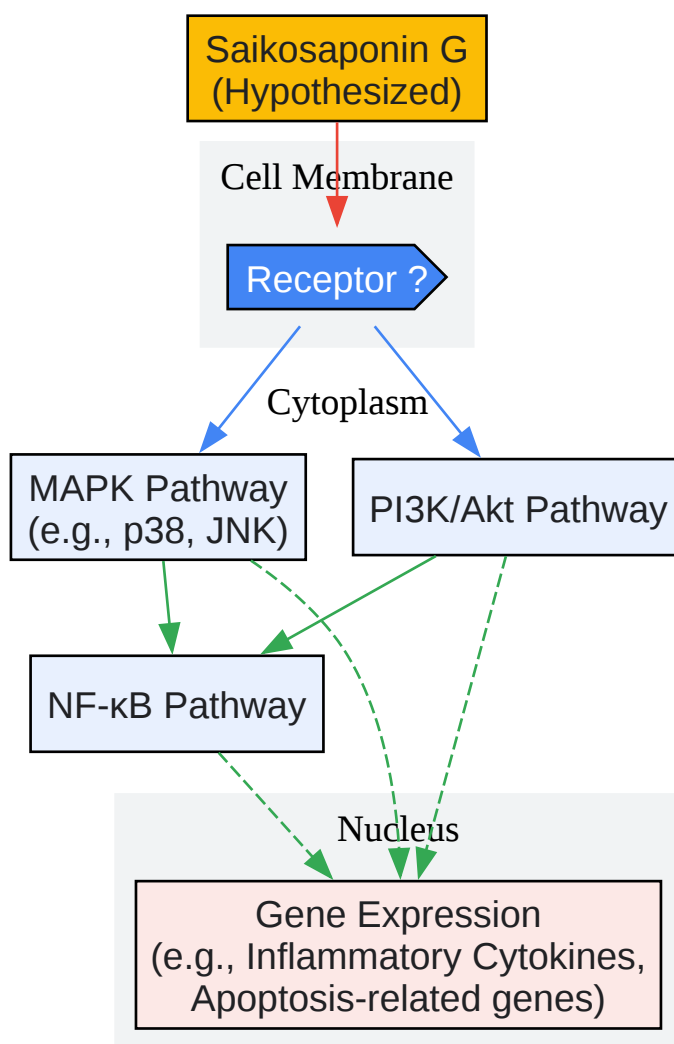 Saikosaponin G
(Hypothesized)
Cell Membrane
Receptor ?
Cytoplasm
MAPK Pathway
(e.g., p38, JNK)
PI3K/Akt Pathway
NF-κB Pathway
Nucleus
Gene Expression
(e.g., Inflammatory Cytokines,
Apoptosis-related genes)